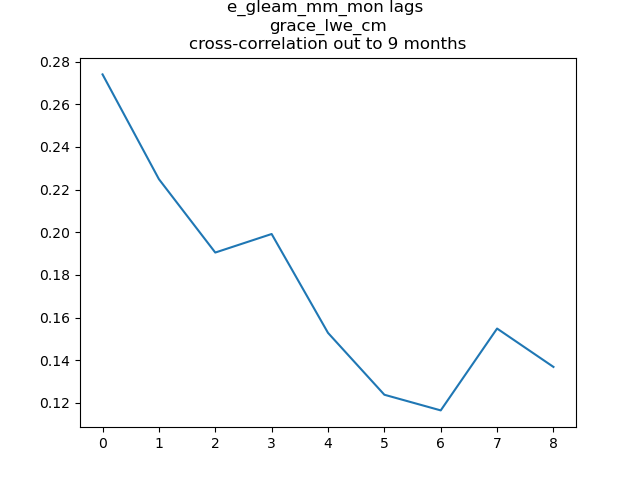 e_gleam_mm_mon lags
grace_lwe_cm
cross-correlation out to 9 months
0.28
0.26
0.24
0.22
0.20
0.18
0.16
0.14
0.12
0 1 2 3 4 5 6 7 8